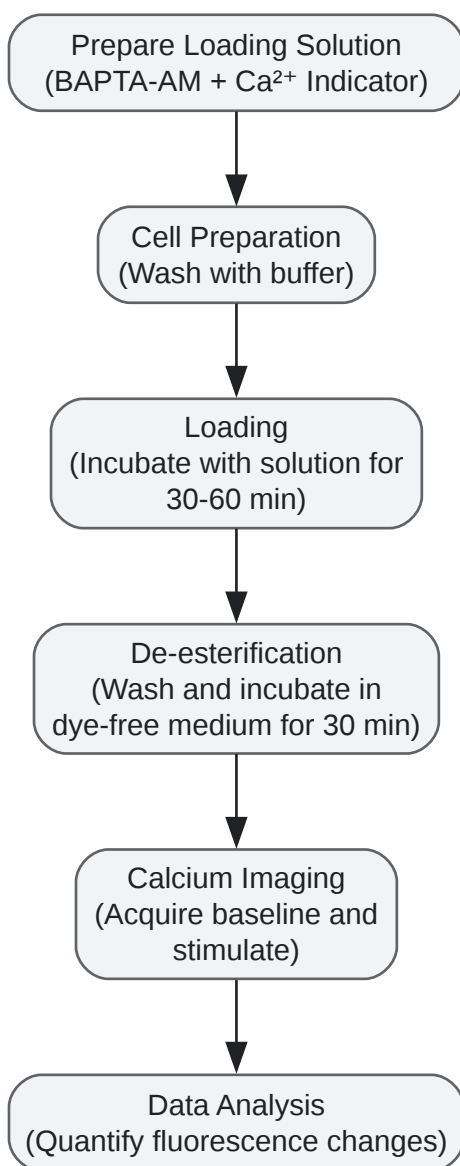 Prepare Loading Solution
(BAPTA-AM + Ca²⁺ Indicator)
Cell Preparation
(Wash with buffer)
Loading
(Incubate with solution for
30-60 min)
De-esterification
(Wash and incubate in
dye-free medium for 30 min)
Calcium Imaging
(Acquire baseline and
stimulate)
Data Analysis
(Quantify fluorescence changes)